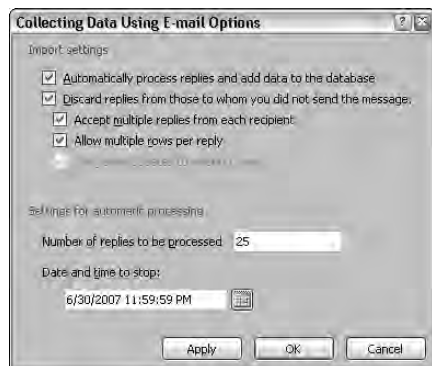 Collecting Data Using E-mail Options
Import settings
Automatically process replies and add data to the database
Discard replies from those to whom you did not send the message.
Accept multiple replies from each recipient
Allow multiple rows per reply
Settings for automatic processing
Number of replies to be processed 25
Date and time to stop:
6/30/2007 11:59:59 PM
Apply OK Cancel